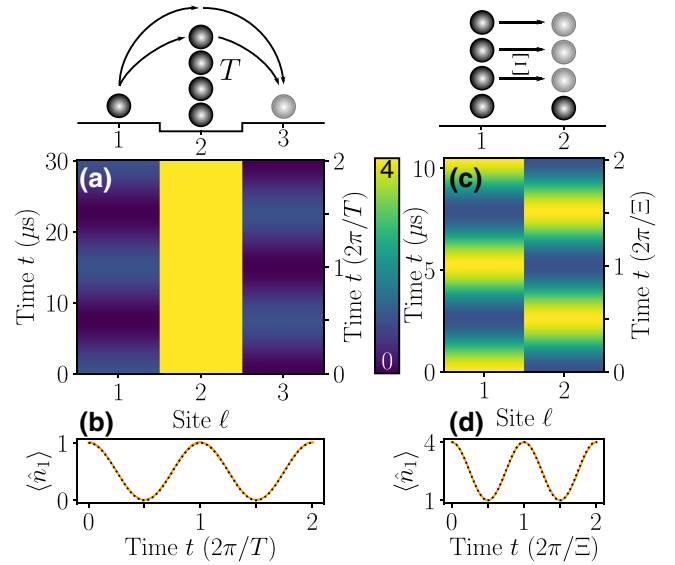 T
Ξ
1 2 3
1 2
(a)
30
20
10
0
Time t (μs)
2
1
0
Time t (2π/T)
1 2 3
Site ℓ
4
0
(c)
10
5
0
Time t (μs)
2
1
0
Time t (2π/Ξ)
1 2
Site ℓ
(b)
1
0
⟨n̂₁⟩
0 1 2
Time t (2π/T)
(d)
4
1
⟨n̂₁⟩
0 1 2
Time t (2π/Ξ)